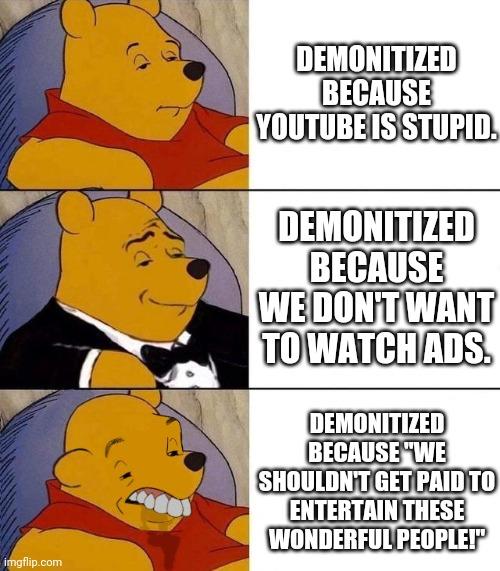 DEMONITIZED
BECAUSE
YOUTUBE IS STUPID.
DEMONITIZED
BECAUSE
WE DON'T WANT
TO WATCH ADS.
DEMONITIZED
BECAUSE "WE
SHOULDN'T GET PAID TO
ENTERTAIN THESE
WONDERFUL PEOPLE!"
imgflip.com